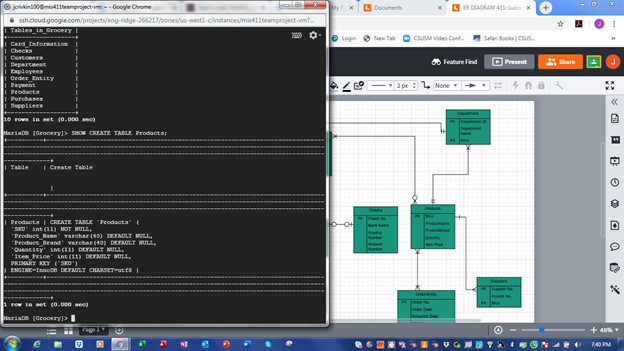 jcrivkin100@mis411teamproject-vm: ~ - Google Chrome
ssh.cloud.google.com/projects/eng-ridge-266217/zones/us-west1-c/instances/mis411teamproject-vm?...
| Tables_in_Grocery |
| Card_Information |
| Checks |
| Customers |
| Department |
| Employees |
| Order_Entity |
| Payment |
| Products |
| Purchases |
| Suppliers |
10 rows in set (0.000 sec)
MariaDB [Grocery]> SHOW CREATE TABLE Products;
| Table | Create Table
| Products | CREATE TABLE `Products` (
`SKU` int(11) NOT NULL,
`Product_Name` varchar(40) DEFAULT NULL,
`Product_Brand` varchar(40) DEFAULT NULL,
`Quantity` int(11) DEFAULT NULL,
`Item_Price` int(11) DEFAULT NULL,
PRIMARY KEY (`SKU`)
) ENGINE=InnoDB DEFAULT CHARSET=utf8 |
1 row in set (0.000 sec)
MariaDB [Grocery]>
Documents
ER DIAGRAM 411: Lucid
Login
New Tab
CSUSM Video Conf...
Safari Books | CSUS...
Feature Find
Present
Share
J
2 px
None
Department
PK Department ID
Department Name
FK SKU
Checks
PK Check No.
Bank Name
Routing Number
Account Number
Products
PK SKU
ProductName
ProductBrand
Quantity
Item Price
Suppliers
PK Supplier No.
Invoice No.
FK SKU
Order-Entity
PK Order No.
Order Date
Required Date
Page 1
48%
7:40 PM